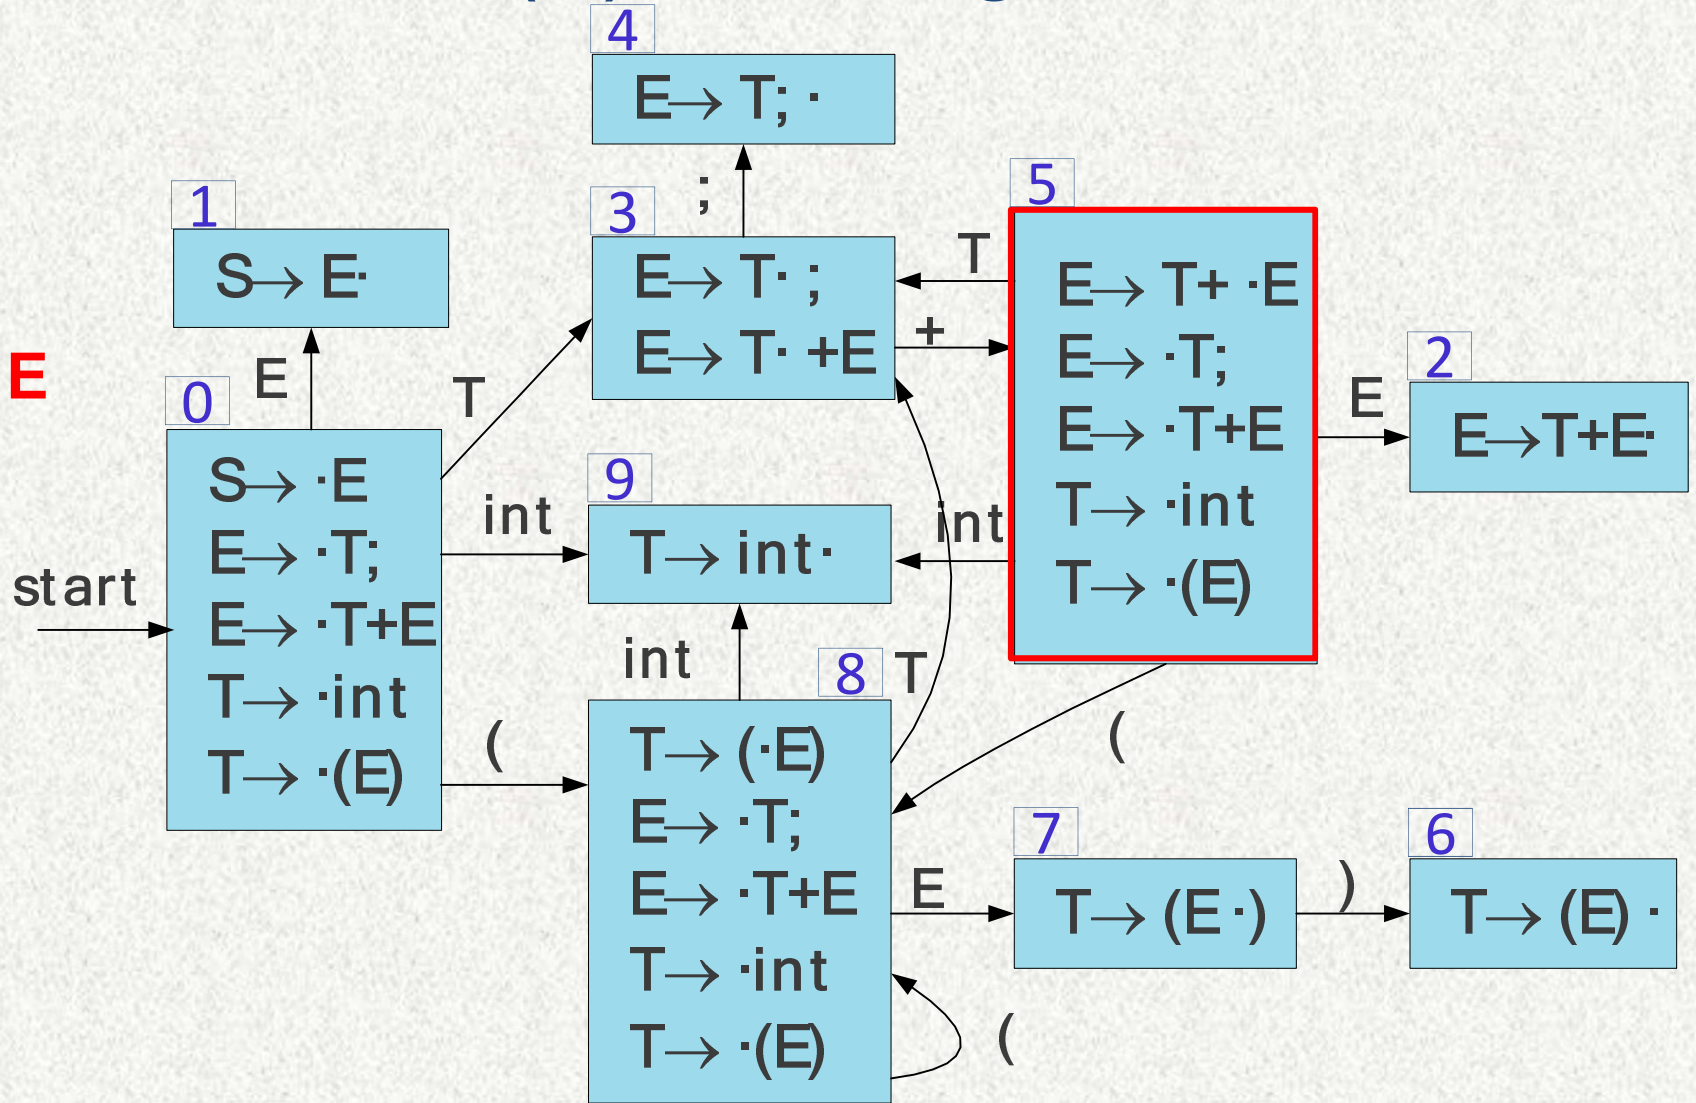 4
E→ T; ·
;
1
S→ E·
3
E→ T· ;
E→ T· +E
T
+
5
E→ T+ ·E
E→ ·T;
E→ ·T+E
T→ ·int
T→ ·(E)
E
2
E→T+E·
E
E
T
0
S→ ·E
E→ ·T;
E→ ·T+E
T→ ·int
T→ ·(E)
start
int
9
T→ int·
int
int
(
8
T
T→ (·E)
E→ ·T;
E→ ·T+E
T→ ·int
T→ ·(E)
(
E
7
T→ (E ·)
)
6
T→ (E) ·
(